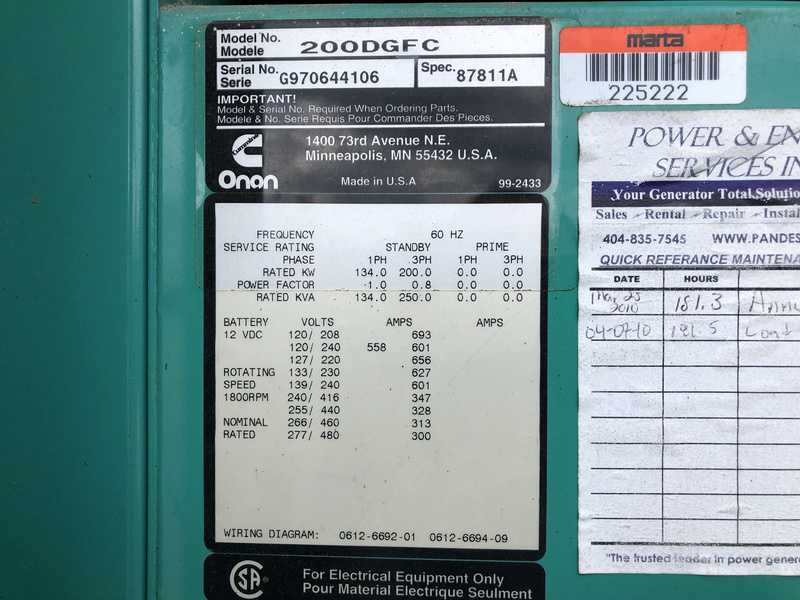 Model No. 200DGFC
Modele
Serial No. G970644106 Spec. 87811A
Serie
IMPORTANT!
Model & Serial No. Required When Ordering Parts.
Modele & No. Serie Requis Pour Commander Des Pieces.
1400 73rd Avenue N.E.
Minneapolis, MN 55432 U.S.A.
Onan
Made in U.S.A 99-2433
FREQUENCY 60 HZ
SERVICE RATING STANDBY PRIME
PHASE 1PH 3PH 1PH 3PH
RATED KW 134.0 200.0 0.0 0.0
POWER FACTOR 1.0 0.8 0.0 0.0
RATED KVA 134.0 250.0 0.0 0.0
BATTERY VOLTS AMPS AMPS
12 VDC 120/ 208 693
120/ 240 558 601
127/ 220 656
ROTATING 133/ 230 627
SPEED 139/ 240 601
1800RPM 240/ 416 347
255/ 440 328
NOMINAL 266/ 460 313
RATED 277/ 480 300
WIRING DIAGRAM: 0612-6692-01 0612-6694-09
CSA
For Electrical Equipment Only
Pour Material Electrique Seulment
marta
225222
POWER & EN
SERVICES IN
Your Generator Total Solutio
Sales - Rental - Repair - Instal
404-835-7545 WWW.PANDES
QUICK REFERANCE MAINTENA
DATE HOURS
2010 181.3
04-07-10 181.5 Load
"The trusted leader in power gener